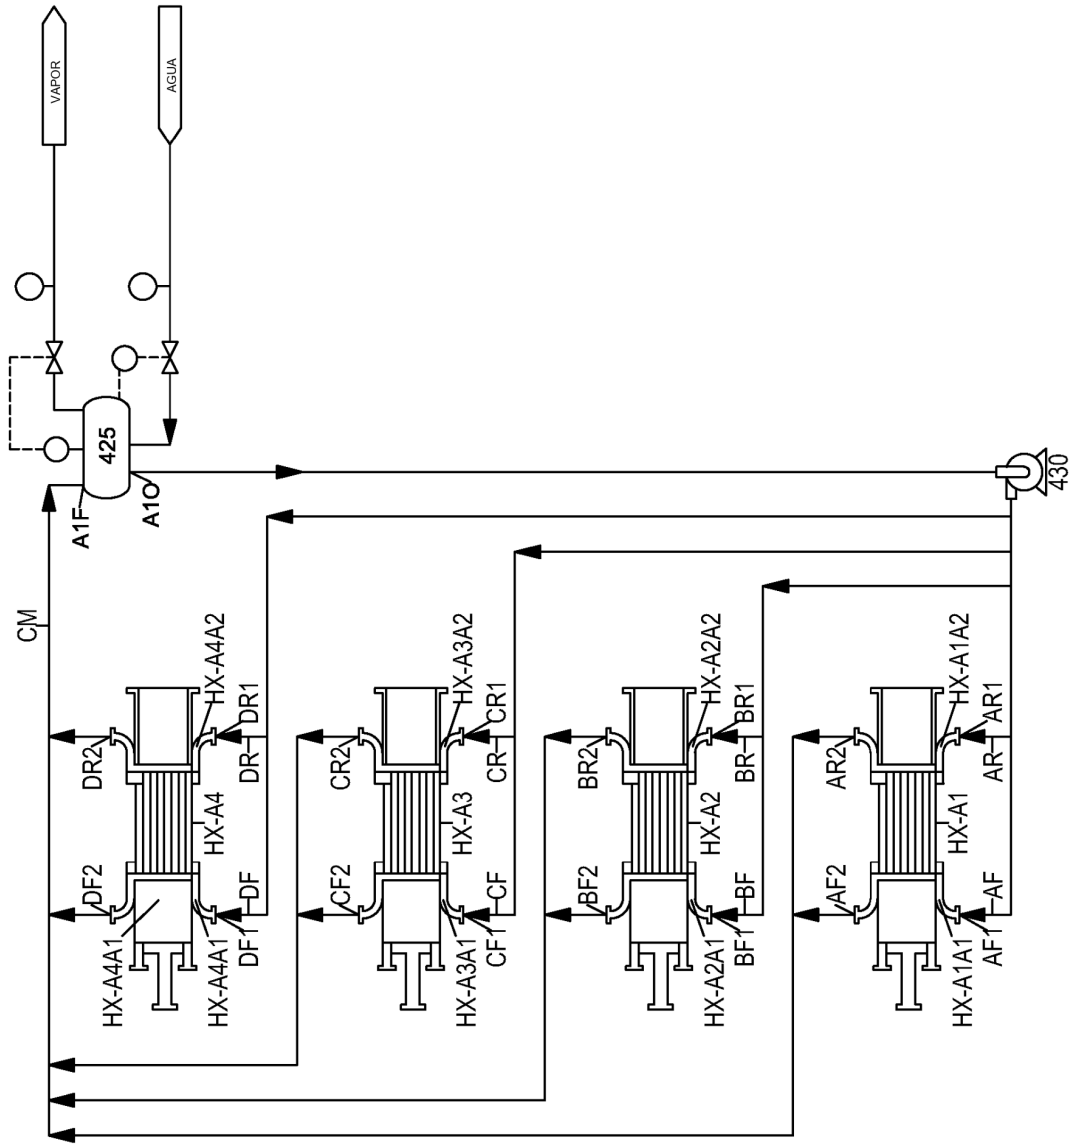 VAPOR
AGUA
425
A1F
A1O
430
CM
DR2
HX-A4A2
DR1
DR
HX-A4
DF2
DF
DF1
HX-A4A1
HX-A4A1
CR2
HX-A3A2
CR1
CR
HX-A3
CF2
CF
CF1
HX-A3A1
BR2
HX-A2A2
BR1
BR
HX-A2
BF2
BF
BF1
HX-A2A1
AR2
HX-A1A2
AR1
AR
HX-A1
AF2
AF
AF1
HX-A1A1